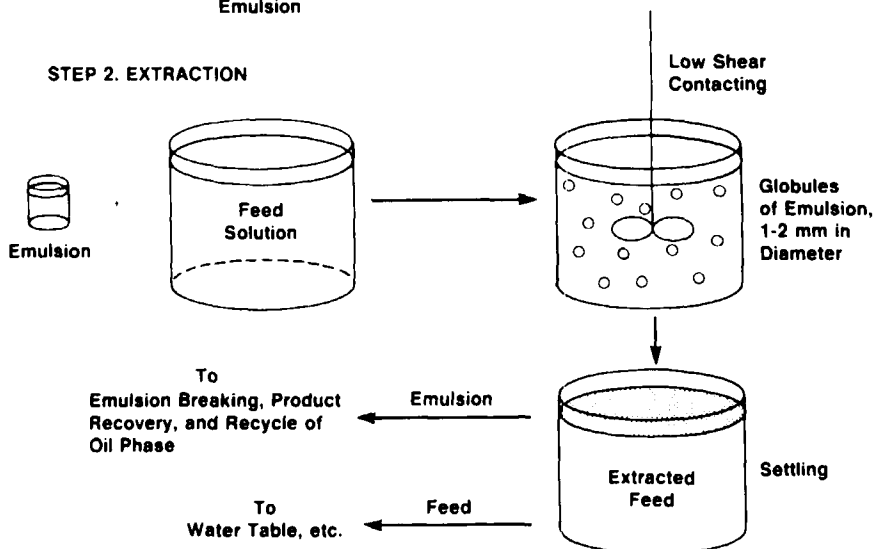 Emulsion
STEP 2. EXTRACTION
Low Shear
Contacting
Emulsion
Feed
Solution
Globules
of Emulsion,
1-2 mm in
Diameter
To
Emulsion Breaking, Product
Recovery, and Recycle of
Oil Phase
Emulsion
Extracted
Feed
Settling
To
Water Table, etc.
Feed